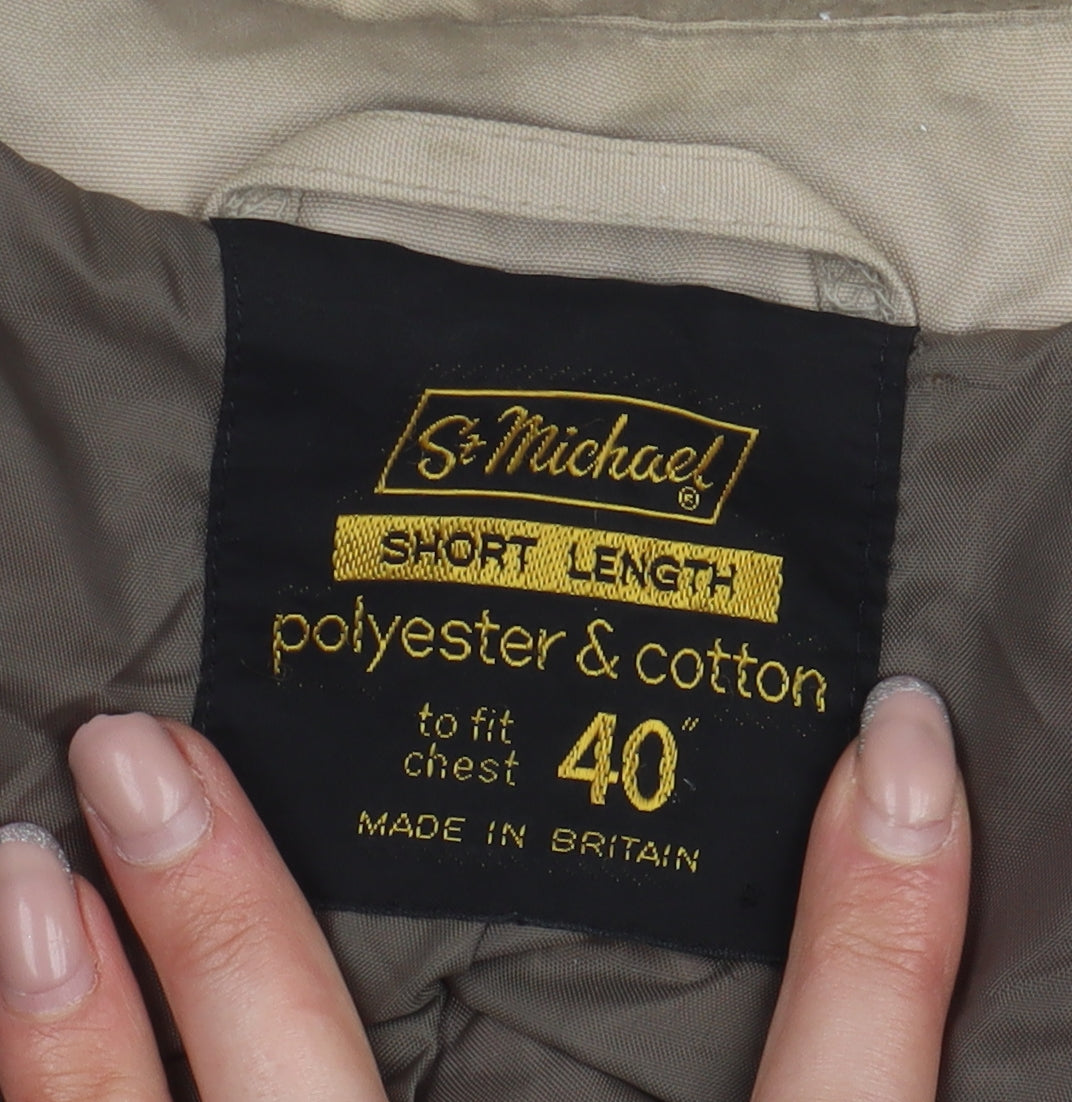 St Michael®
SHORT LENGTH
polyester & cotton
to fit
chest 40"
MADE IN BRITAIN